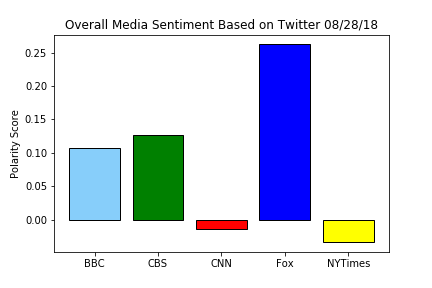 Overall Media Sentiment Based on Twitter 08/28/18
Polarity Score
0.25
0.20
0.15
0.10
0.05
0.00
BBC CBS CNN Fox NYTimes